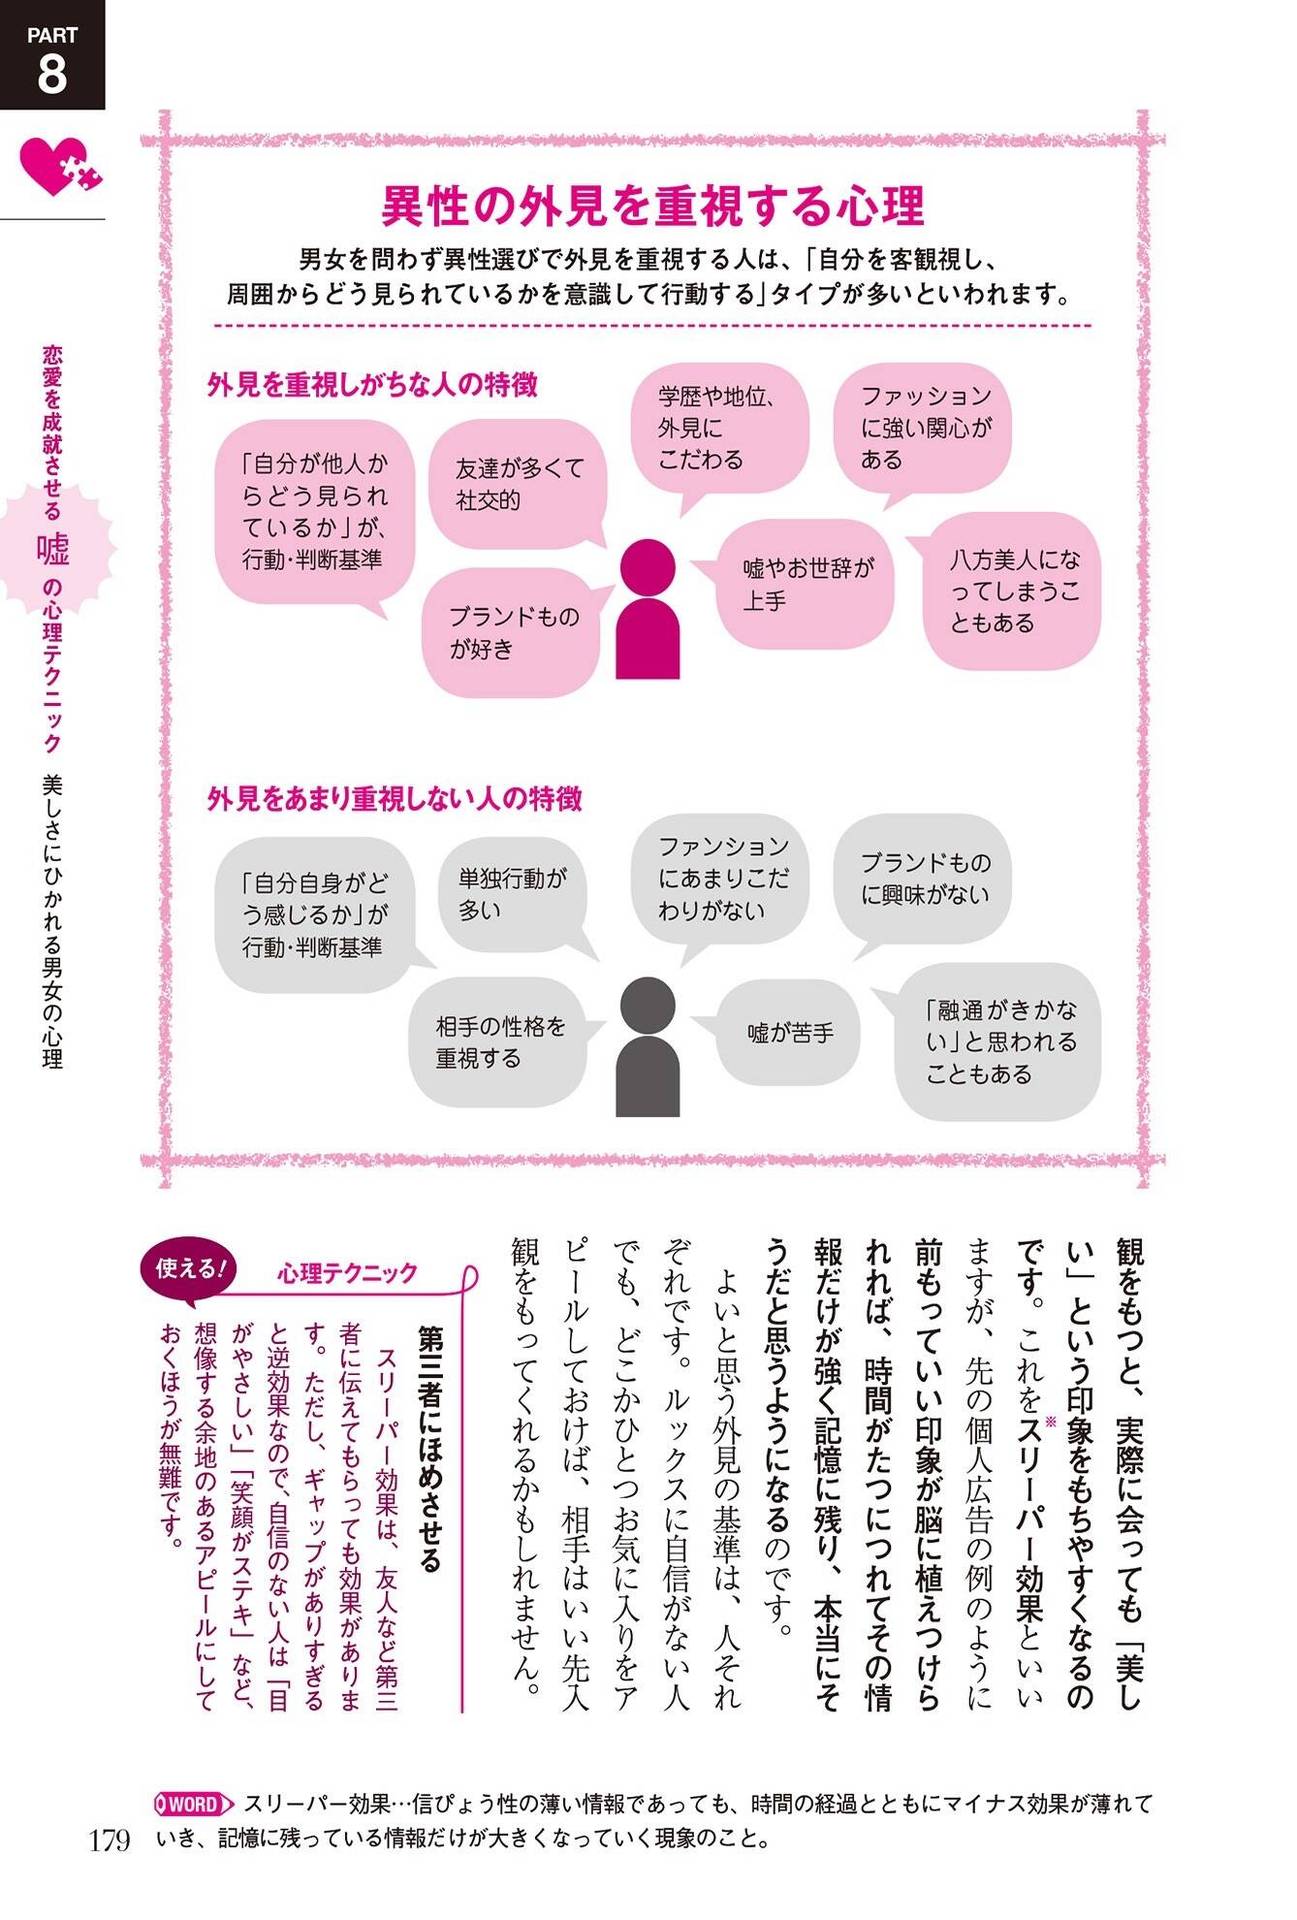 PART
8
恋愛を成就させる 嘘 の心理テクニック 美しさにひかれる男女の心理
異性の外見を重視する心理
男女を問わず異性選びで外見を重視する人は、「自分を客観視し、
周囲からどう見られているかを意識して行動する」タイプが多いといわれます。
外見を重視しがちな人の特徴
「自分が他人か
らどう見られ
ているか」が、
行動・判断基準
友達が多くて
社交的
学歴や地位、
外見に
こだわる
ファッション
に強い関心が
ある
ブランドもの
が好き
嘘やお世辞が
上手
八方美人にな
ってしまうこ
ともある
外見をあまり重視しない人の特徴
「自分自身がど
う感じるか」が
行動・判断基準
単独行動が
多い
ファンション
にあまりこだ
わりがない
ブランドもの
に興味がない
相手の性格を
重視する
嘘が苦手
「融通がきかな
い」と思われる
こともある
観をもつと、実際に会っても「美し
い」という印象をもちやすくなるの
です。これをスリーパー効果とい
※
ますが、先の個人広告の例のように
前もっていい印象が脳に植えつけら
れれば、時間がたつにつれてその情
報だけが強く記憶に残り、本当にそ
うだと思うようになるのです。
よいと思う外見の基準は、人それ
ぞれです。ルックスに自信がない人
でも、どこかひとつお気に入りをア
ピールしておけば、相手はいい先入
観をもってくれるかもしれません。
使える!
心理テクニック
第三者にほめさせる
スリーパー効果は、友人など第三
者に伝えてもらっても効果がありま
す。ただし、ギャップがありすぎる
と逆効果なので、自信のない人は「目
がやさしい」「笑顔がステキ」など、
想像する余地のあるアピールにして
おくほうが無難です。
WORD スリーパー効果…信ぴょう性の薄い情報であっても、時間の経過とともにマイナス効果が薄れて
いき、記憶に残っている情報だけが大きくなっていく現象のこと。
179